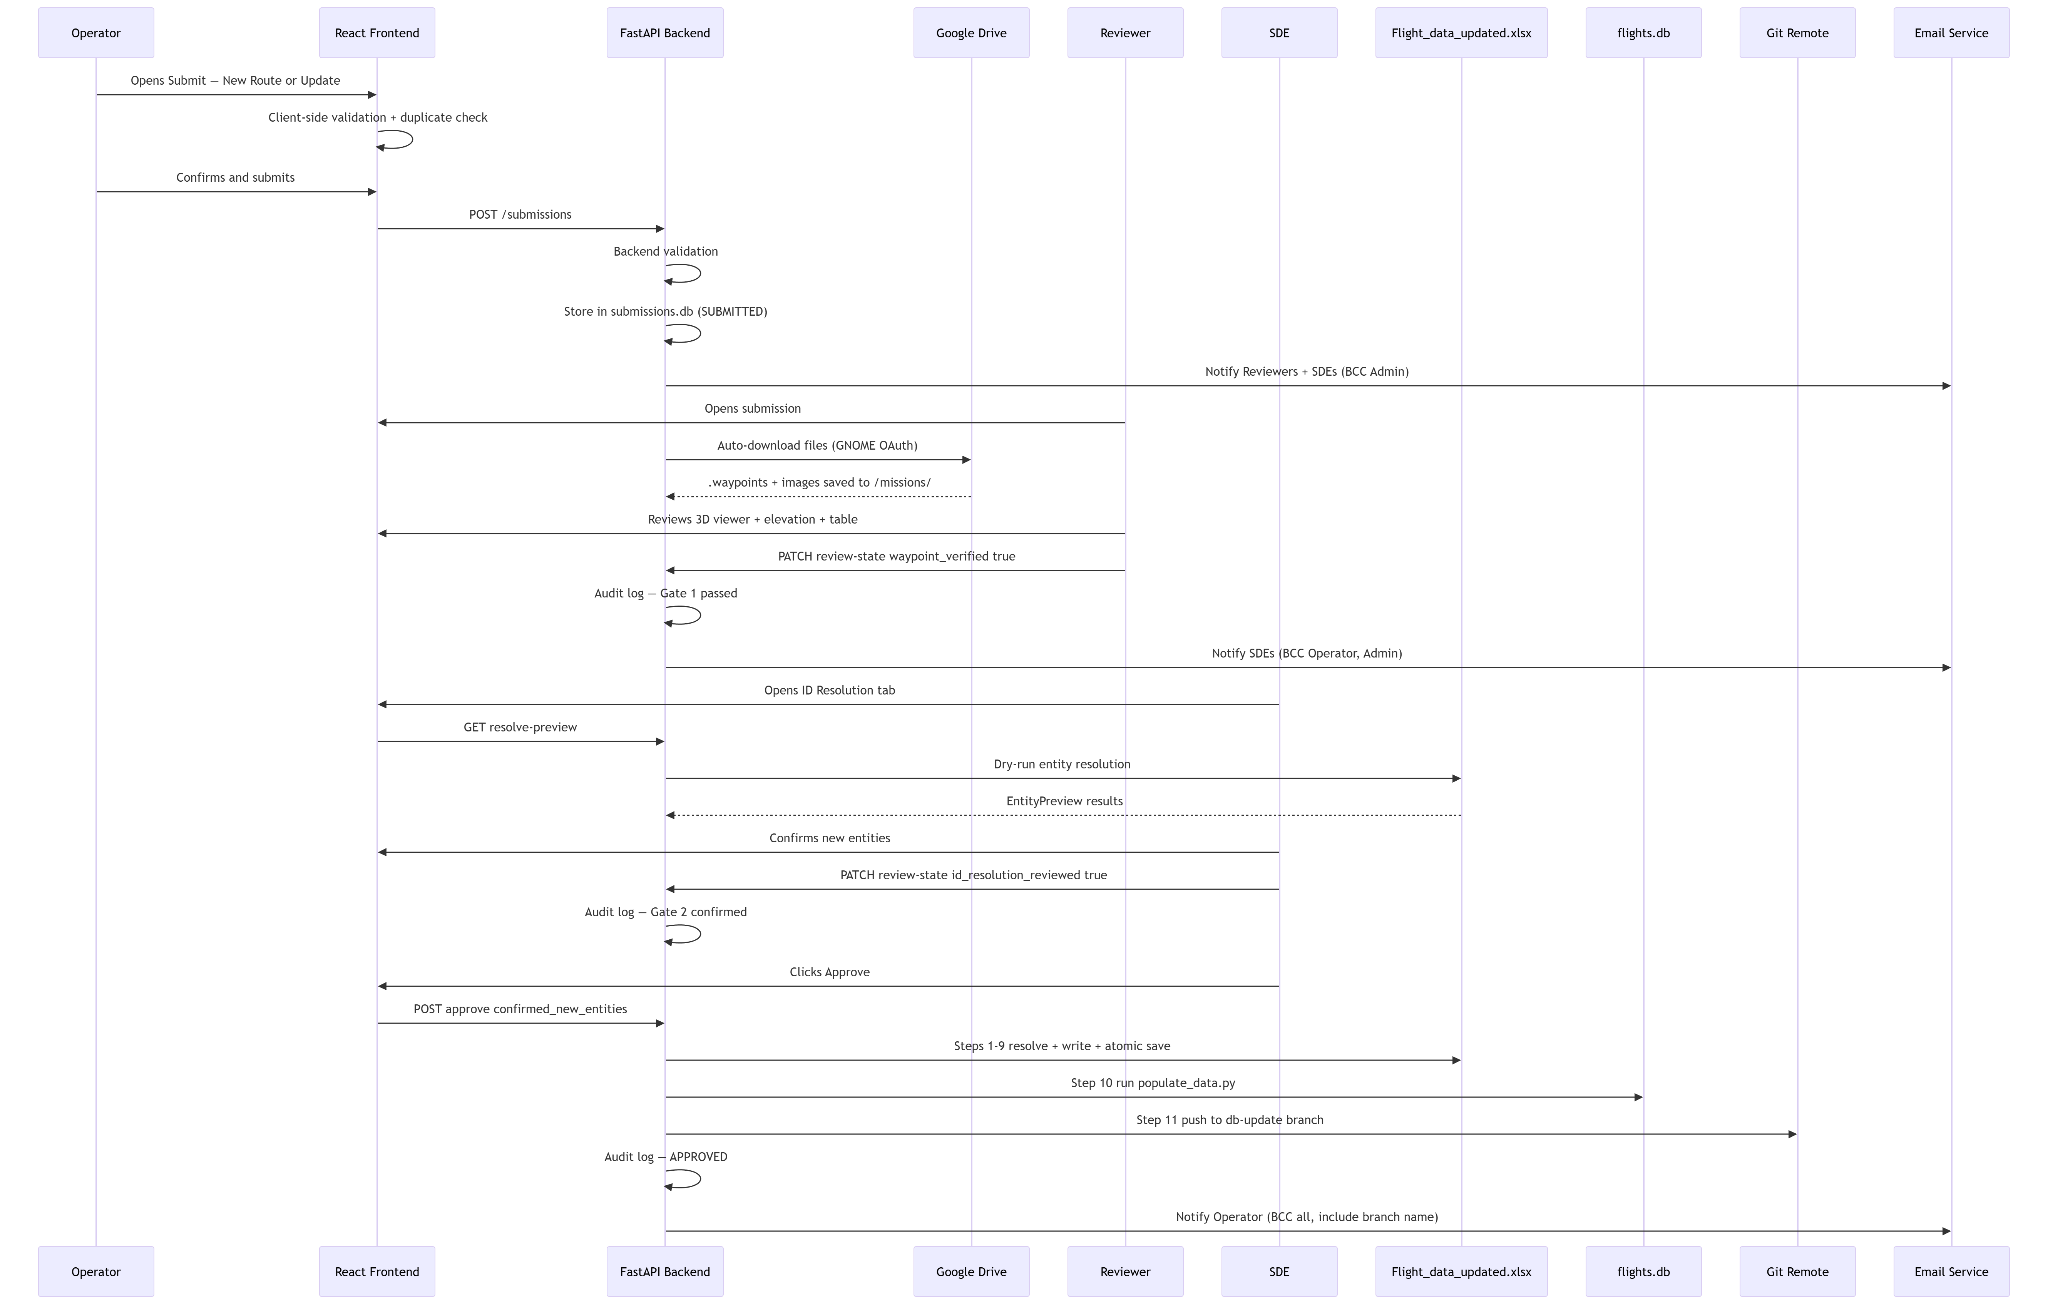 Operator
React Frontend
FastAPI Backend
Google Drive
Reviewer
SDE
Flight_data_updated.xlsx
flights.db
Git Remote
Email Service
Opens Submit — New Route or Update
Client-side validation + duplicate check
Confirms and submits
POST /submissions
Backend validation
Store in submissions.db (SUBMITTED)
Notify Reviewers + SDEs (BCC Admin)
Opens submission
Auto-download files (GNOME OAuth)
.waypoints + images saved to /missions/
Reviews 3D viewer + elevation + table
PATCH review-state waypoint_verified true
Audit log — Gate 1 passed
Notify SDEs (BCC Operator, Admin)
Opens ID Resolution tab
GET resolve-preview
Dry-run entity resolution
EntityPreview results
Confirms new entities
PATCH review-state id_resolution_reviewed true
Audit log — Gate 2 confirmed
Clicks Approve
POST approve confirmed_new_entities
Steps 1-9 resolve + write + atomic save
Step 10 run populate_data.py
Step 11 push to db-update branch
Audit log — APPROVED
Notify Operator (BCC all, include branch name)
Operator
React Frontend
FastAPI Backend
Google Drive
Reviewer
SDE
Flight_data_updated.xlsx
flights.db
Git Remote
Email Service